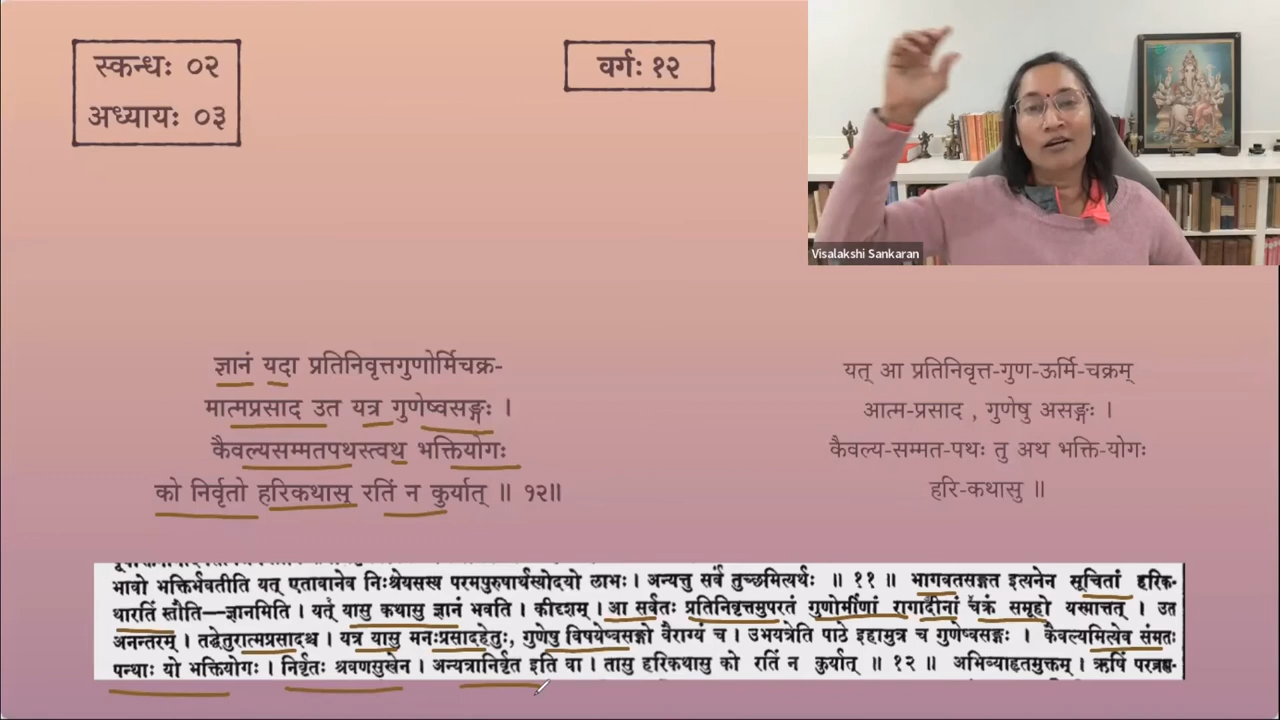 स्कन्धः ०२
अध्यायः ०३
वर्गः १२
Visalakshi Sankaran
ज्ञानं यदा प्रतिनिवृत्तगुणोर्मिचक्र-
मात्मप्रसाद उत यत्र गुणेष्वसङ्गः ।
कैवल्यसम्मतपथस्त्वथ भक्तियोगः
को निर्वृतो हरिकथासु रतिं न कुर्यात् ॥ १२॥
यत् आ प्रतिनिवृत्त-गुण-ऊर्मि-चक्रम्
आत्म-प्रसाद , गुणेषु असङ्गः ।
कैवल्य-सम्मत-पथः तु अथ भक्ति-योगः
हरि-कथासु ॥
भावो भक्तिर्भवतीति यत् एतावानेव निःश्रेयसस्य परमपुरुषार्थस्योदयो लाभः । अन्यत्तु सर्वं तुच्छमित्यर्थः ॥ ११ ॥ भागवतसङ्गत इत्यनेन सूचितां हरिक-
थारतिं स्तौति—ज्ञानमिति । यत् यासु कथासु ज्ञानं भवति । कीदृशम् । आ सर्वतः प्रतिनिवृत्तमुपरतं गुणोर्मीणां रागादीनां चक्रं समूहो यस्मात्तत् । उत
अनन्तरम् । तद्धेतुरात्मप्रसादश्च । यत्र यासु मनःप्रसादहेतुः, गुणेषु विषयेष्वसङ्गो वैराग्यं च । उभयत्रेति पाठे इहामुत्र च गुणेष्वसङ्गः । कैवल्यमित्येव संमतः
पन्थाः यो भक्तियोगः । निर्वृतः श्रवणसुखेन । अन्यत्रानिर्वृत इति वा । तासु हरिकथासु को रतिं न कुर्यात् ॥ १२ ॥ अभिव्याहृतमुक्तम् । ऋषिं परब्रह्म-